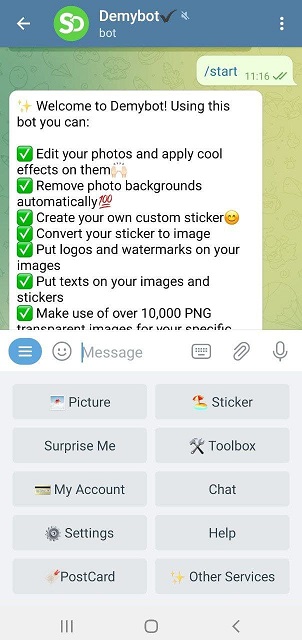 Demybot✔
bot
/start 11:16
✨ Welcome to Demybot! Using this
bot you can:
✅ Edit your photos and apply cool
effects on them🙌🏻
✅ Remove photo backgrounds
automatically💯
✅ Create your own custom sticker😊
✅ Convert your sticker to image
✅ Put logos and watermarks on your
images
✅ Put texts on your images and
stickers
✅ Make use of over 10,000 PNG
transparent images for your specific
Message
Picture
Sticker
Surprise Me
Toolbox
My Account
Chat
Settings
Help
PostCard
Other Services